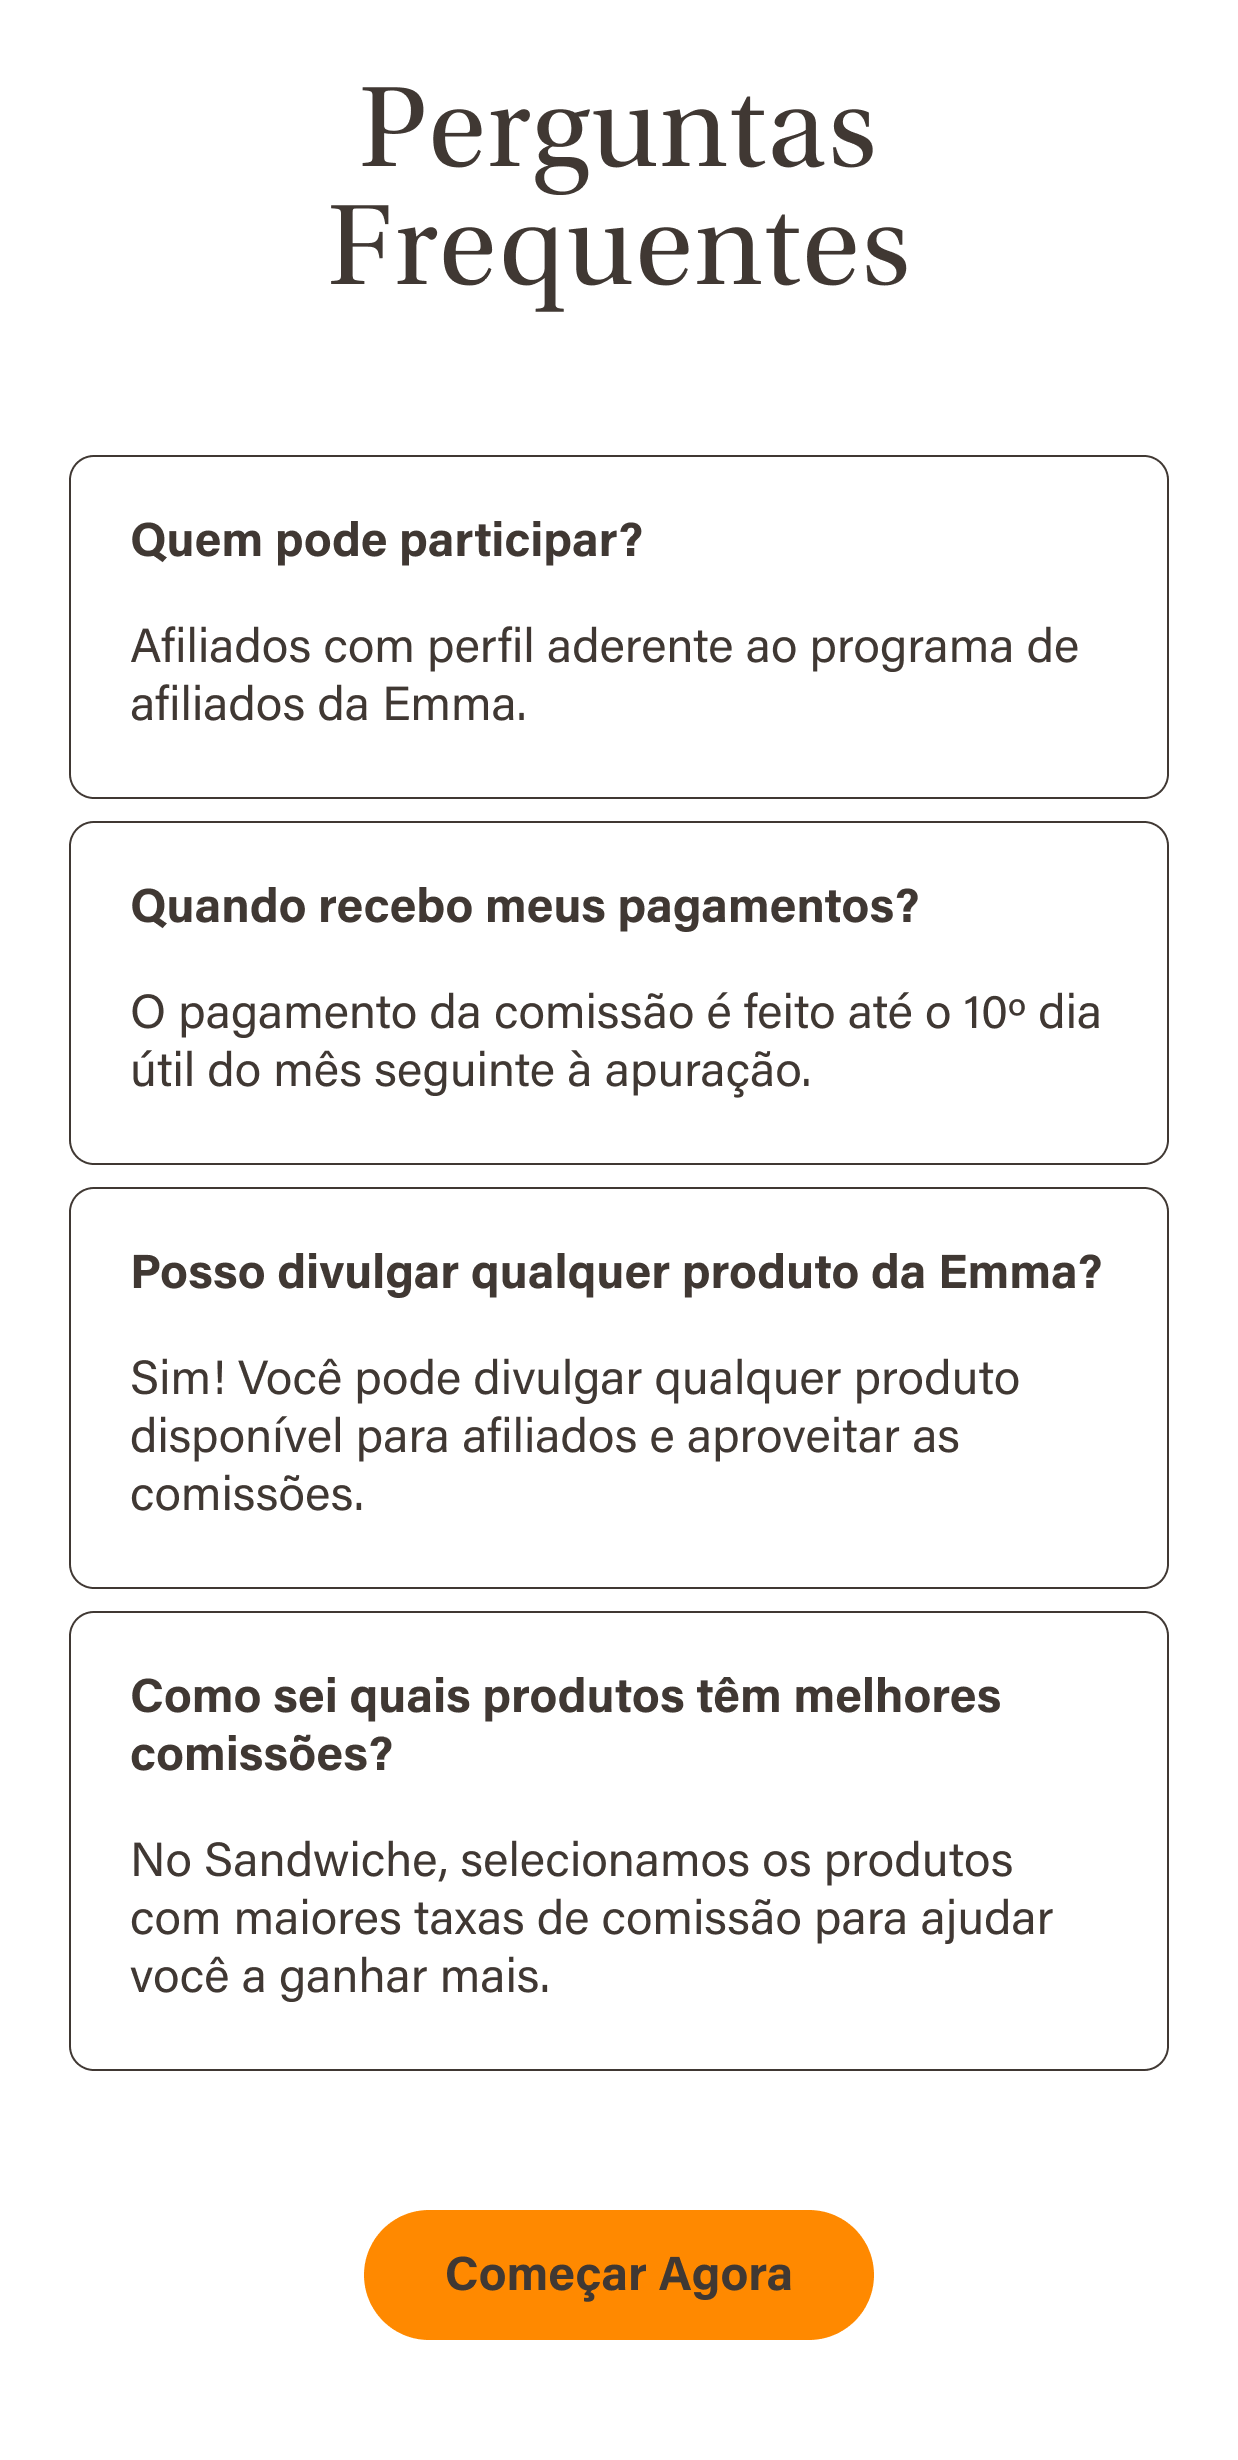 Perguntas
Frequentes
Quem pode participar?
Afiliados com perfil aderente ao programa de
afiliados da Emma.
Quando recebo meus pagamentos?
O pagamento da comissão é feito até o 10º dia
útil do mês seguinte à apuração.
Posso divulgar qualquer produto da Emma?
Sim! Você pode divulgar qualquer produto
disponível para afiliados e aproveitar as
comissões.
Como sei quais produtos têm melhores
comissões?
No Sandwiche, selecionamos os produtos
com maiores taxas de comissão para ajudar
você a ganhar mais.
Começar Agora